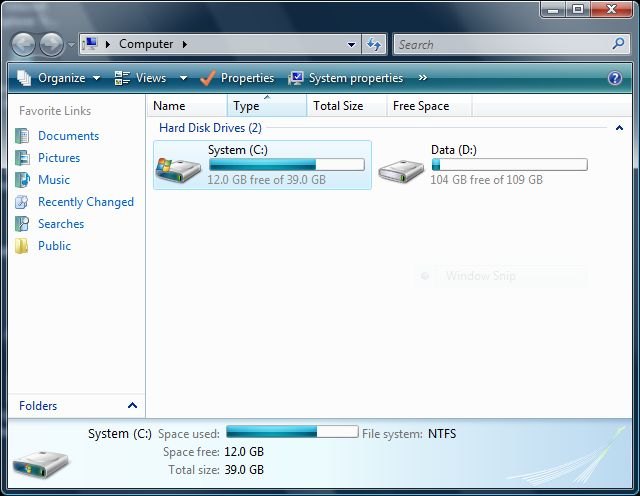 Computer
Search
Organize Views Properties System properties »
Favorite Links
Documents
Pictures
Music
Recently Changed
Searches
Public
Folders
Name Type Total Size Free Space
Hard Disk Drives (2)
System (C:)
12.0 GB free of 39.0 GB
Data (D:)
104 GB free of 109 GB
Window Snip
System (C:) Space used: File system: NTFS
Space free: 12.0 GB
Total size: 39.0 GB